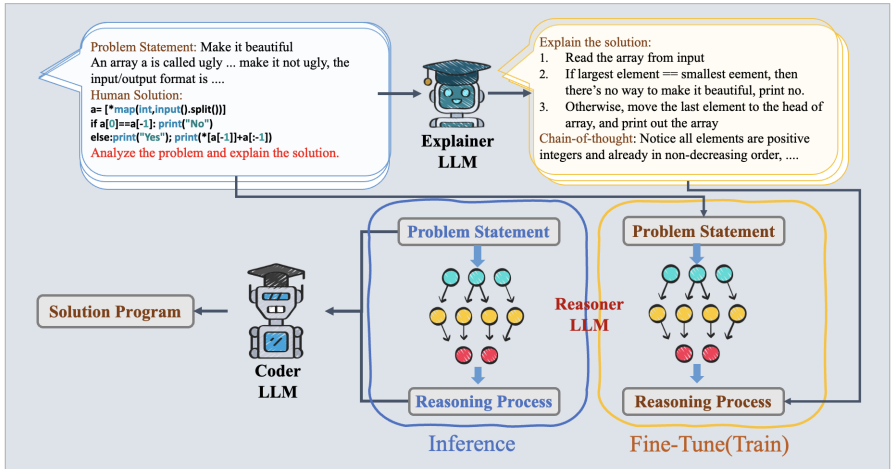 Problem Statement: Make it beautiful
An array a is called ugly ... make it not ugly, the
input/output format is ....
Human Solution:
a= [*map(int,input().split())]
if a[0]==a[-1]: print("No")
else:print("Yes"); print(*[a[-1]]+a[:-1])
Analyze the problem and explain the solution.
Explainer
LLM
Explain the solution:
1. Read the array from input
2. If largest element == smallest eement, then
there's no way to make it beautiful, print no.
3. Otherwise, move the last element to the head of
array, and print out the array
Chain-of-thought: Notice all elements are positive
integers and already in non-decreasing order, ....
Solution Program
Coder
LLM
Problem Statement
Reasoning Process
Inference
Reasoner
LLM
Problem Statement
Reasoning Process
Fine-Tune(Train)